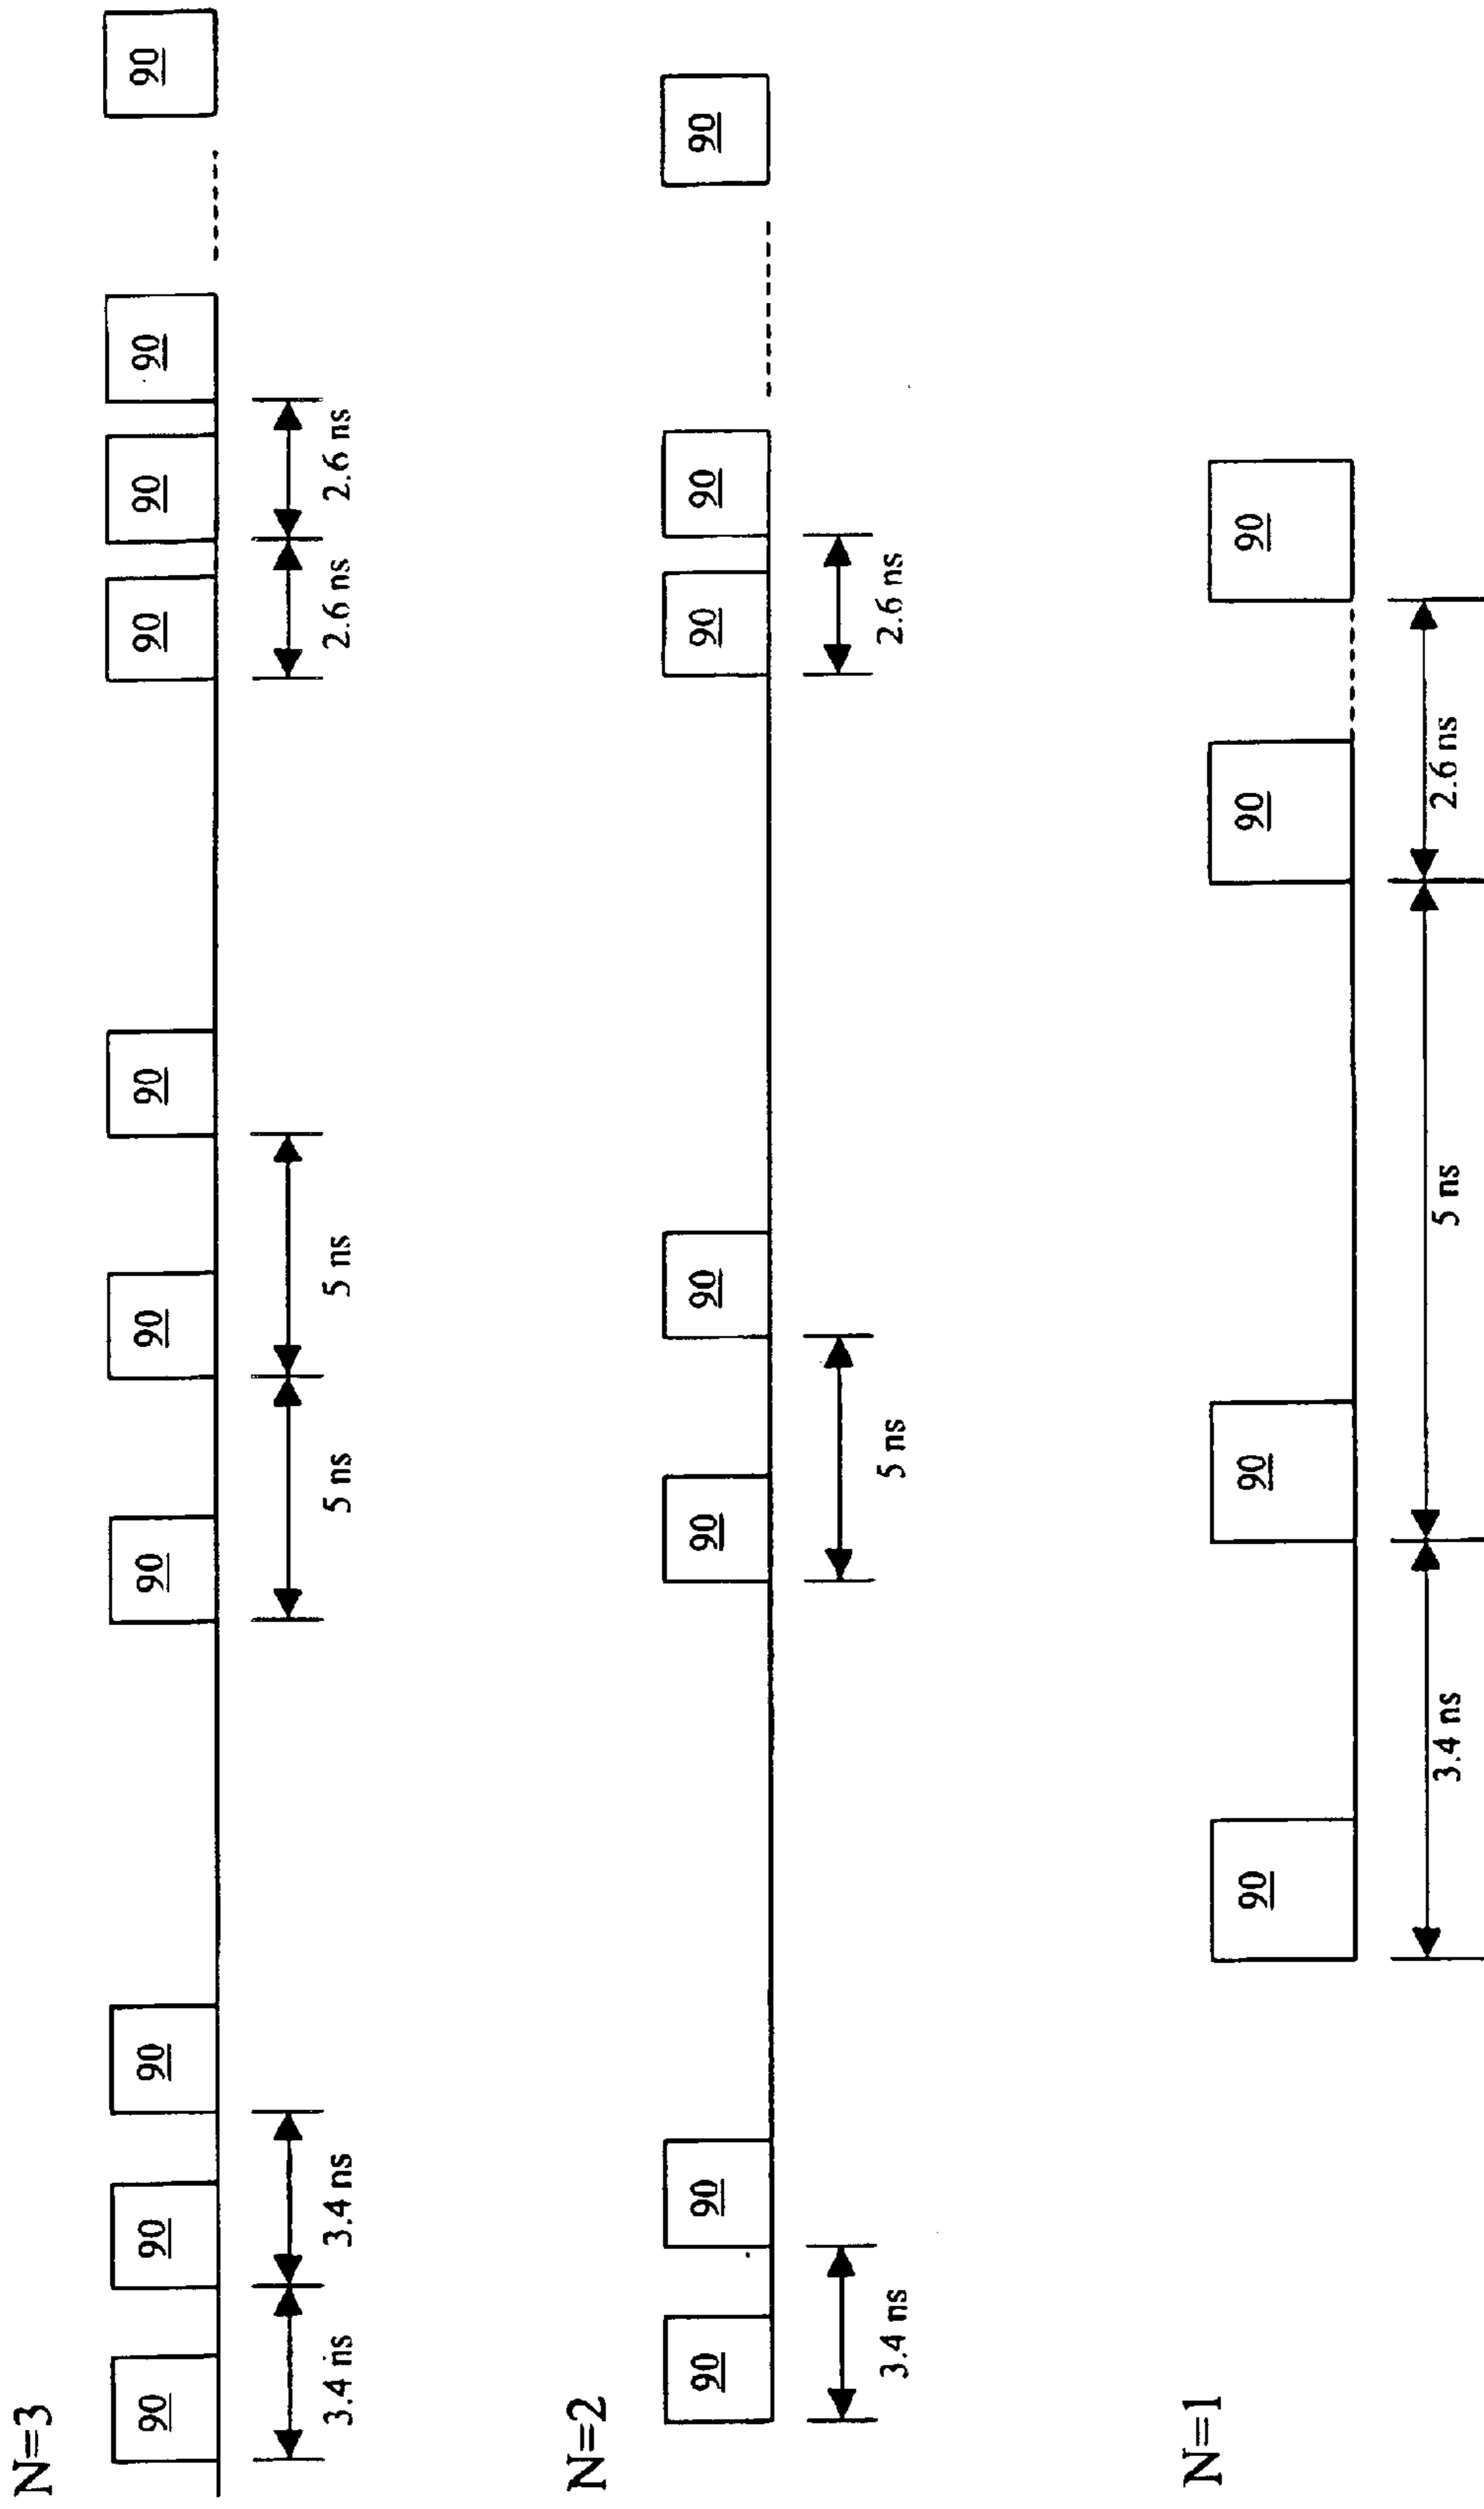 N=3
90 90 90 90 90 90 90 90 90 90
3.4 ns 3.4 ns 5 ns 5 ns 2.6 ns 2.6 ns
N=2
90 90 90 90 90 90 90
3.4 ns 5 ns 2.6 ns
N=1
90 90 90 90
3.4 ns 5 ns 2.6 ns